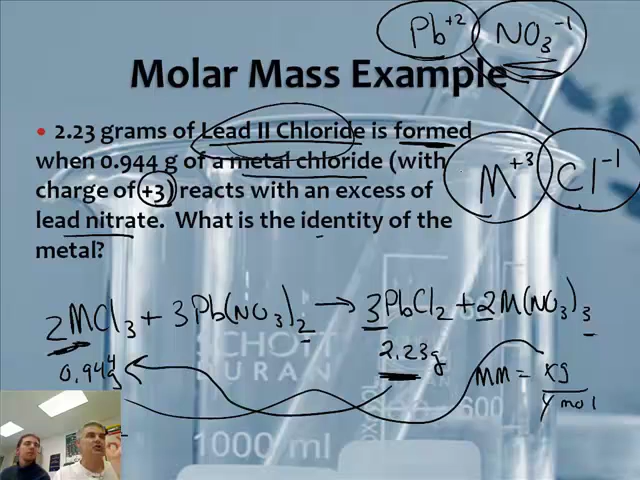 Pb+2 NO3-1
Molar Mass Example
• 2.23 grams of Lead II Chloride is formed
when 0.944 g of a metal chloride (with
charge of +3) reacts with an excess of
lead nitrate. What is the identity of the
metal?
M+3 Cl-1
2MCl3 + 3Pb(NO3)2 → 3PbCl2 + 2M(NO3)3
0.944g
2.23g
MM = xg
y mol
SCHOTT
DURAN
400
600
1000 ml